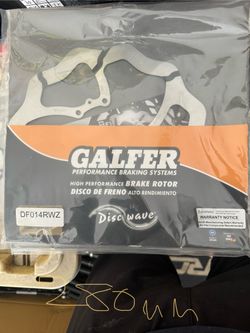 GALFER
PERFORMANCE BRAKING SYSTEMS
HIGH PERFORMANCE BRAKE ROTOR
DISCO DE FRENO ALTO RENDIMIENTO
DF014RWZ
Disc wave
WARRANTY NOTICE
280mm